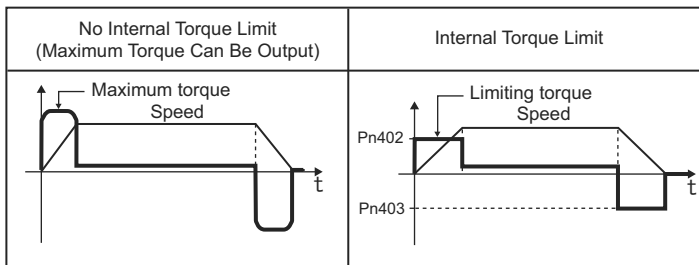 No Internal Torque Limit
(Maximum Torque Can Be Output)
Internal Torque Limit
Maximum torque
Speed
t
Limiting torque
Speed
Pn402
t
Pn403